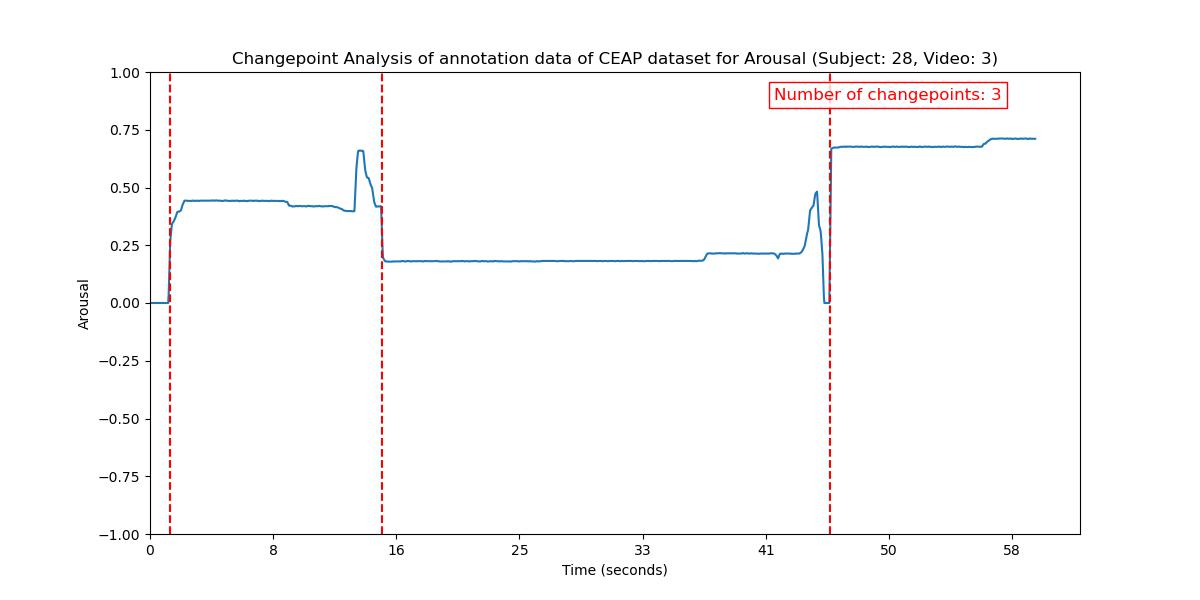 Changepoint Analysis of annotation data of CEAP dataset for Arousal (Subject: 28, Video: 3)
Number of changepoints: 3
1.00
0.75
0.50
0.25
0.00
−0.25
−0.50
−0.75
−1.00
Arousal
0 8 16 25 33 41 50 58
Time (seconds)